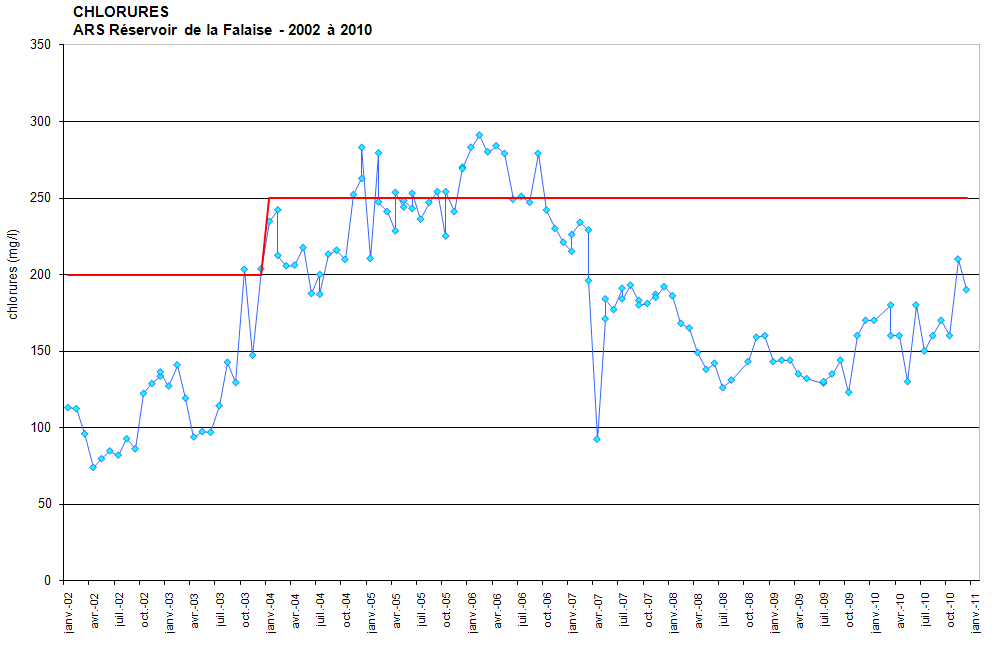 CHLORURES
ARS Réservoir de la Falaise - 2002 à 2010
chlorures (mg/l)
350
300
250
200
150
100
50
0
janv.-02
avr.-02
juil.-02
oct.-02
janv.-03
avr.-03
juil.-03
oct.-03
janv.-04
avr.-04
juil.-04
oct.-04
janv.-05
avr.-05
juil.-05
oct.-05
janv.-06
avr.-06
juil.-06
oct.-06
janv.-07
avr.-07
juil.-07
oct.-07
janv.-08
avr.-08
juil.-08
oct.-08
janv.-09
avr.-09
juil.-09
oct.-09
janv.-10
avr.-10
juil.-10
oct.-10
janv.-11